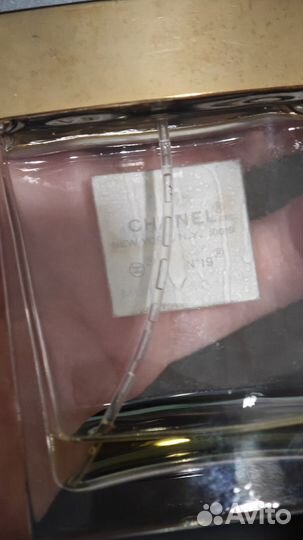 CHANEL
NEW YORK, N.Y. 10019
N°19
Avito